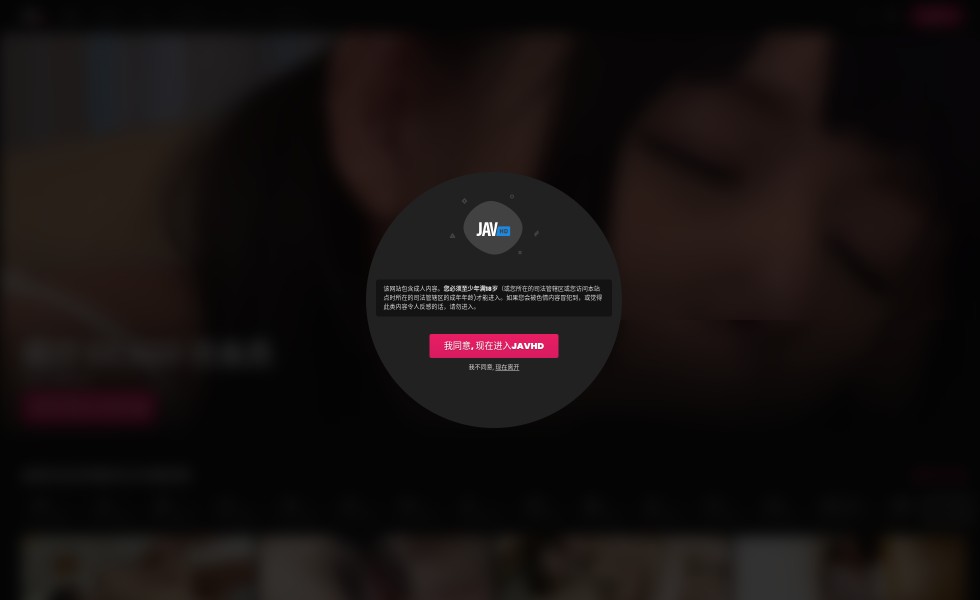 JAV HD
该网站包含成人内容。您必须至少年满18岁（或您所在的司法管辖区或您访问本站
点时所在的司法管辖区的成年年龄)才能进入。如果您会被色情内容冒犯到，或觉得
此类内容令人反感的话，请勿进入。
我同意, 现在进入JAVHD
我不同意, 现在离开